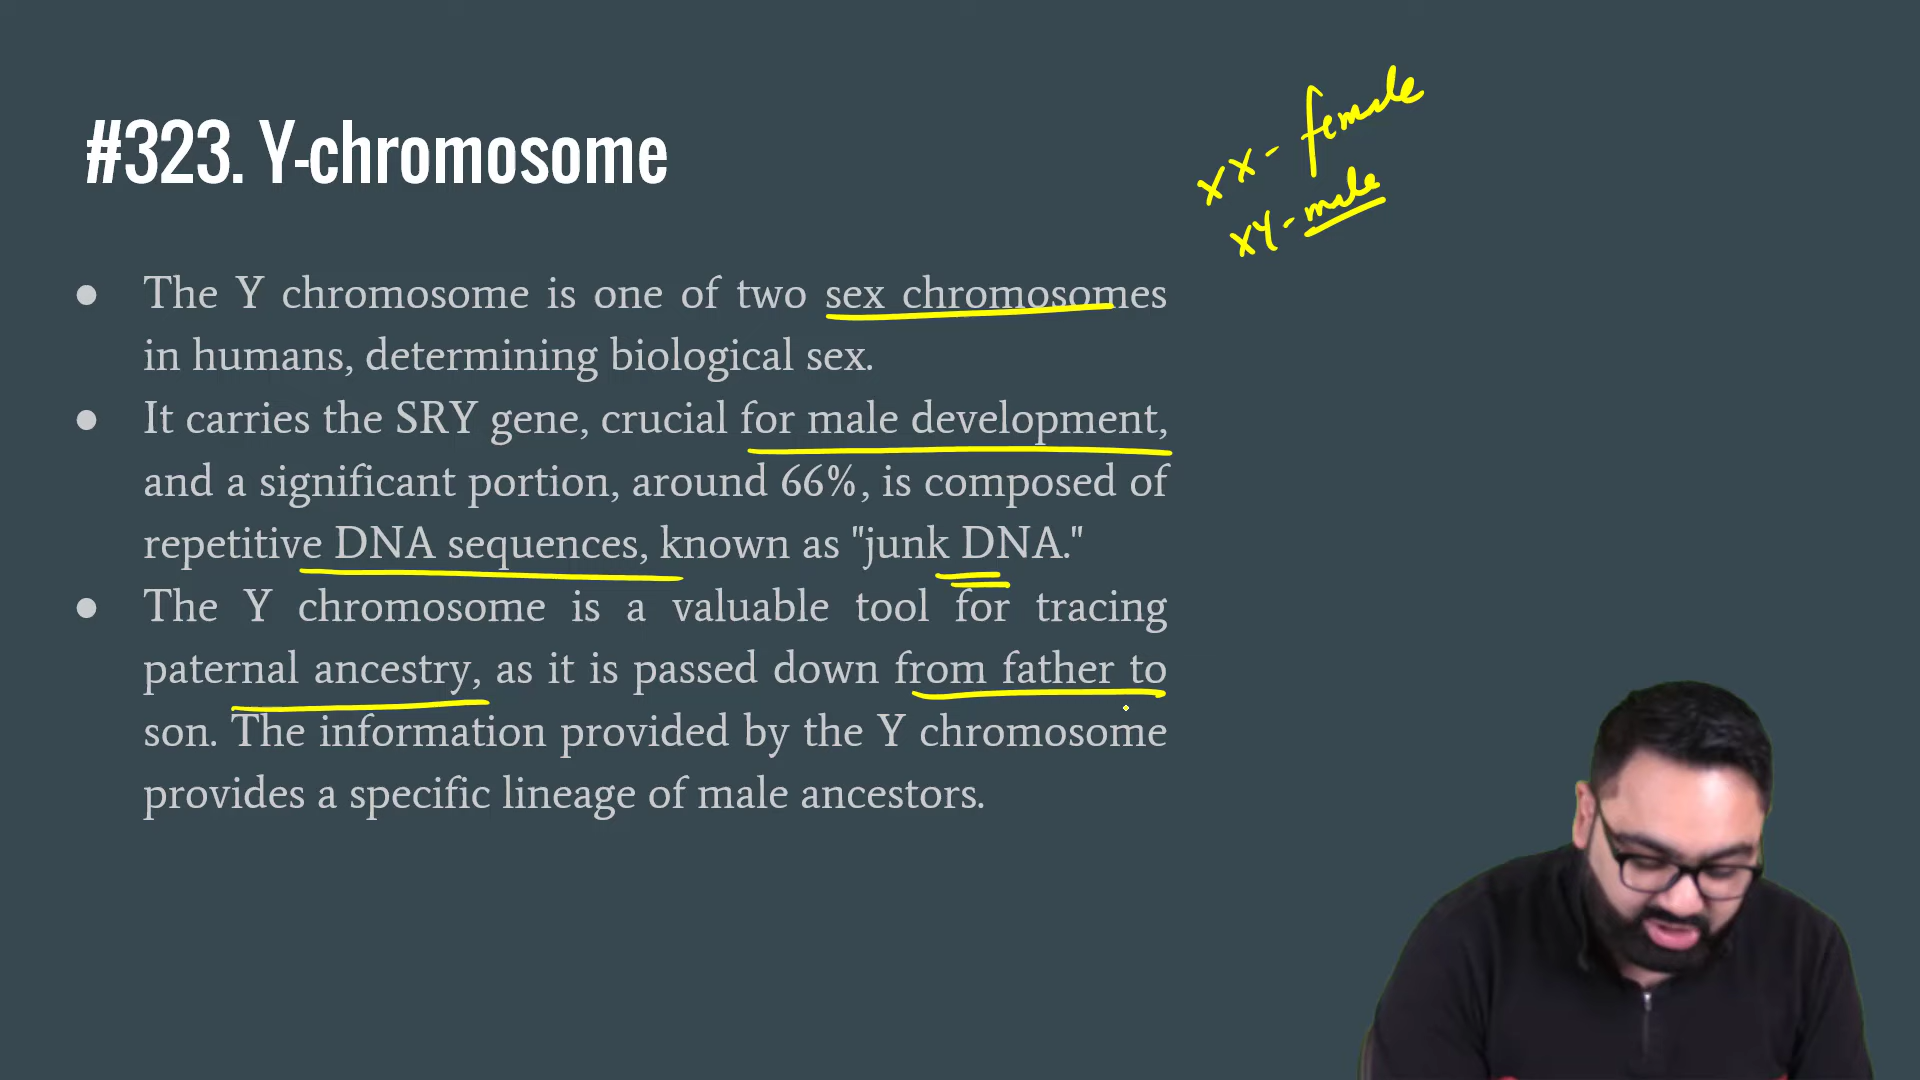 #323. Y-chromosome
xx - female
xy - male
● The Y chromosome is one of two sex chromosomes
in humans, determining biological sex.
● It carries the SRY gene, crucial for male development,
and a significant portion, around 66%, is composed of
repetitive DNA sequences, known as "junk DNA."
● The Y chromosome is a valuable tool for tracing
paternal ancestry, as it is passed down from father to
son. The information provided by the Y chromosome
provides a specific lineage of male ancestors.